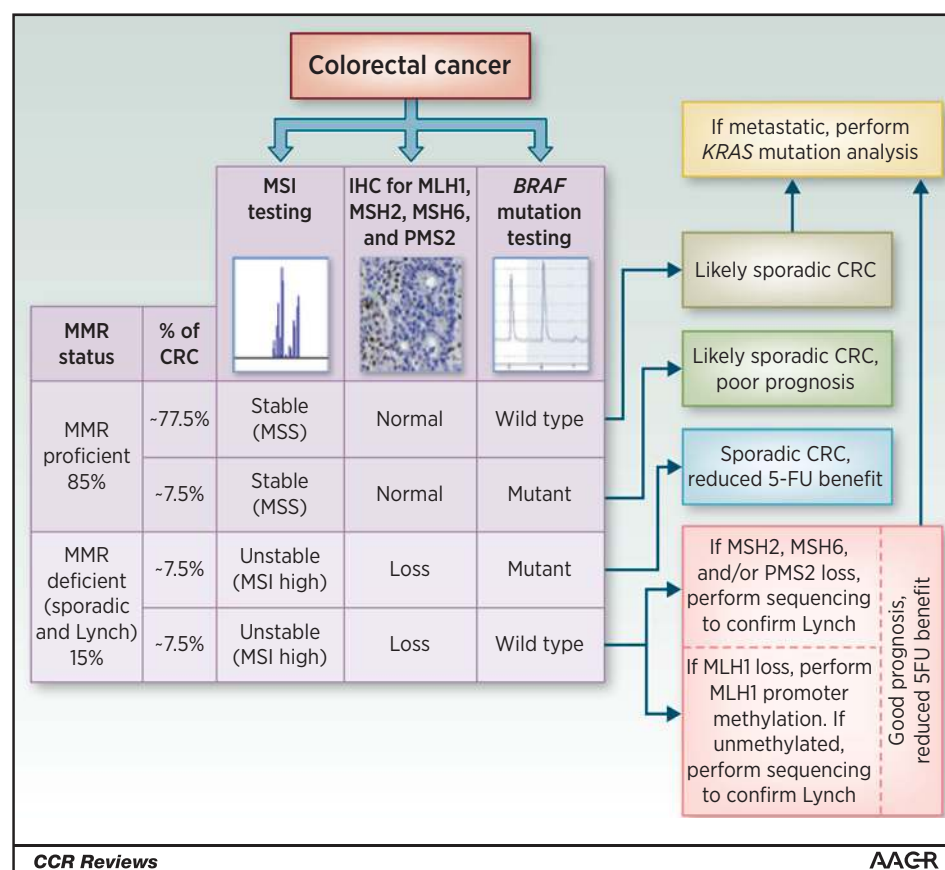 Colorectal cancer
If metastatic, perform
KRAS mutation analysis
MSI
testing
IHC for MLH1,
MSH2, MSH6,
and PMS2
BRAF
mutation
testing
Likely sporadic CRC
MMR
status
% of
CRC
Likely sporadic CRC,
poor prognosis
MMR
proficient
85%
~77.5%
Stable
(MSS)
Normal
Wild type
~7.5%
Stable
(MSS)
Normal
Mutant
Sporadic CRC,
reduced 5-FU benefit
MMR
deficient
(sporadic
and Lynch)
15%
~7.5%
Unstable
(MSI high)
Loss
Mutant
~7.5%
Unstable
(MSI high)
Loss
Wild type
If MSH2, MSH6,
and/or PMS2 loss,
perform sequencing
to confirm Lynch
If MLH1 loss, perform
MLH1 promoter
methylation. If
unmethylated,
perform sequencing
to confirm Lynch
Good prognosis,
reduced 5FU benefit
CCR Reviews
AACR